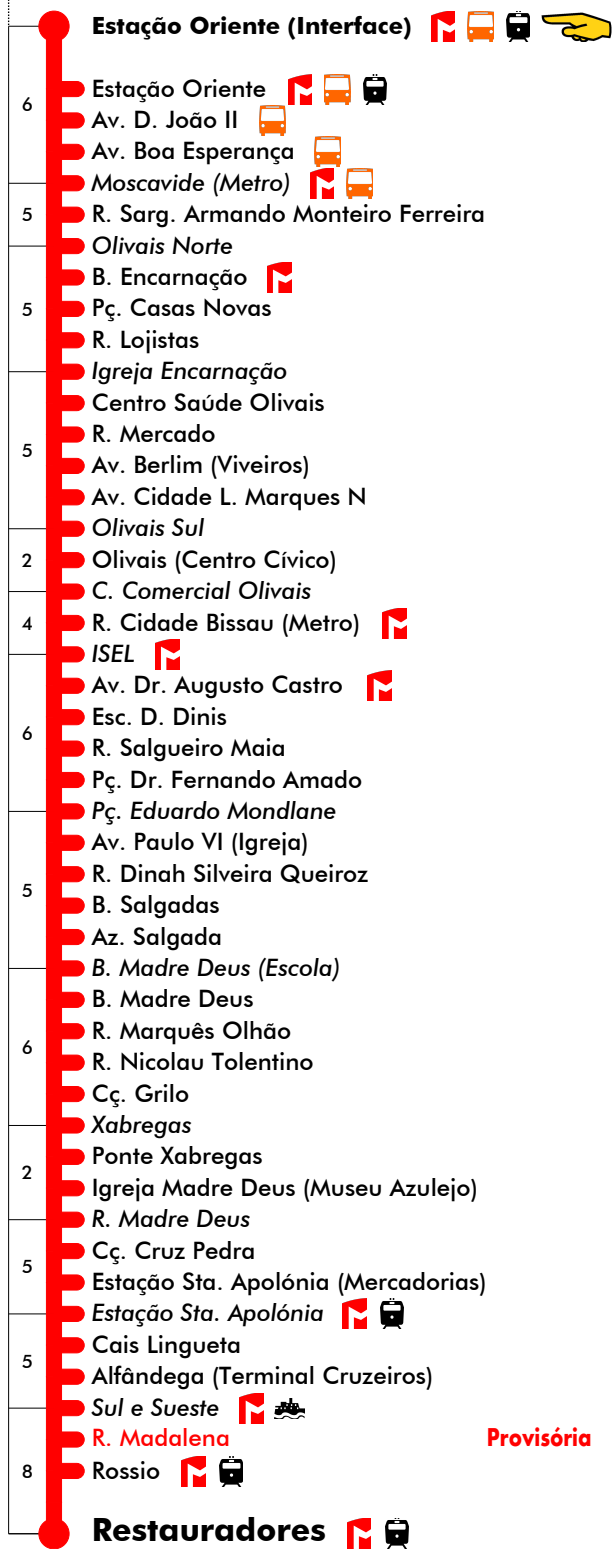 Estação Oriente (Interface)
6
Estação Oriente
Av. D. João II
Av. Boa Esperança
Moscavide (Metro)
5
R. Sarg. Armando Monteiro Ferreira
Olivais Norte
B. Encarnação
5
Pç. Casas Novas
R. Lojistas
Igreja Encarnação
Centro Saúde Olivais
R. Mercado
5
Av. Berlim (Viveiros)
Av. Cidade L. Marques N
Olivais Sul
2
Olivais (Centro Cívico)
C. Comercial Olivais
4
R. Cidade Bissau (Metro)
ISEL
Av. Dr. Augusto Castro
Esc. D. Dinis
6
R. Salgueiro Maia
Pç. Dr. Fernando Amado
Pç. Eduardo Mondlane
Av. Paulo VI (Igreja)
R. Dinah Silveira Queiroz
5
B. Salgadas
Az. Salgada
B. Madre Deus (Escola)
B. Madre Deus
R. Marquês Olhão
6
R. Nicolau Tolentino
Cç. Grilo
Xabregas
Ponte Xabregas
2
Igreja Madre Deus (Museu Azulejo)
R. Madre Deus
Cç. Cruz Pedra
5
Estação Sta. Apolónia (Mercadorias)
Estação Sta. Apolónia
Cais Lingueta
5
Alfândega (Terminal Cruzeiros)
Sul e Sueste
R. Madalena Provisória
8
Rossio
Restauradores